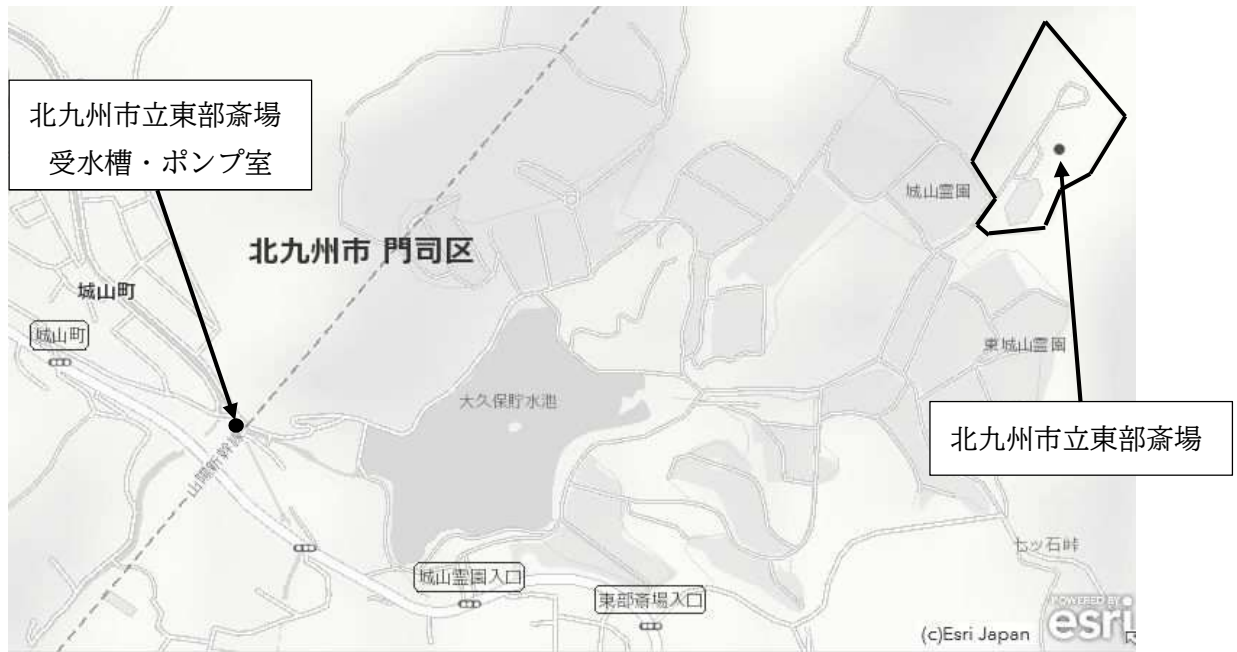 北九州市立東部斎場
受水槽・ポンプ室
城山霊園
北九州市 門司区
城山町
城山町
東城山霊園
大久保貯水池
北九州市立東部斎場
山陽新幹線
七ツ石峠
城山霊園入口
東部斎場入口
POWERED BY
esri
(c)Esri Japan